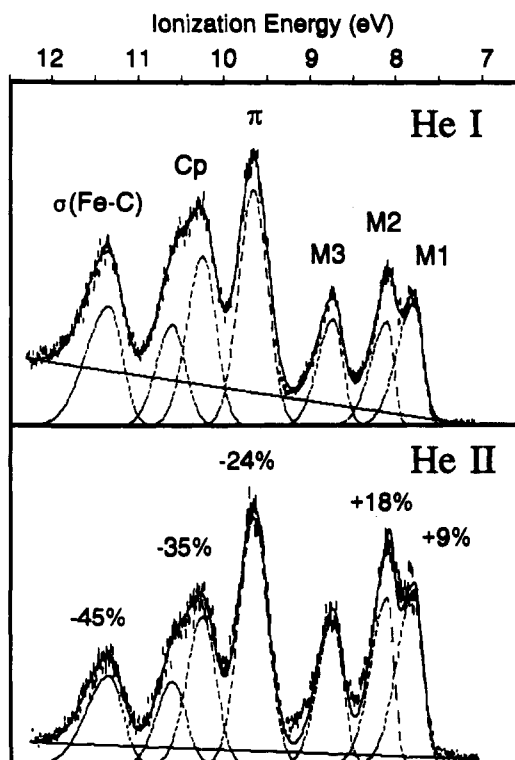 Ionization Energy (eV)
12 11 10 9 8 7
He I
π
Cp
σ(Fe-C)
M3
M2
M1
He II
-24%
+18%
+9%
-35%
-45%